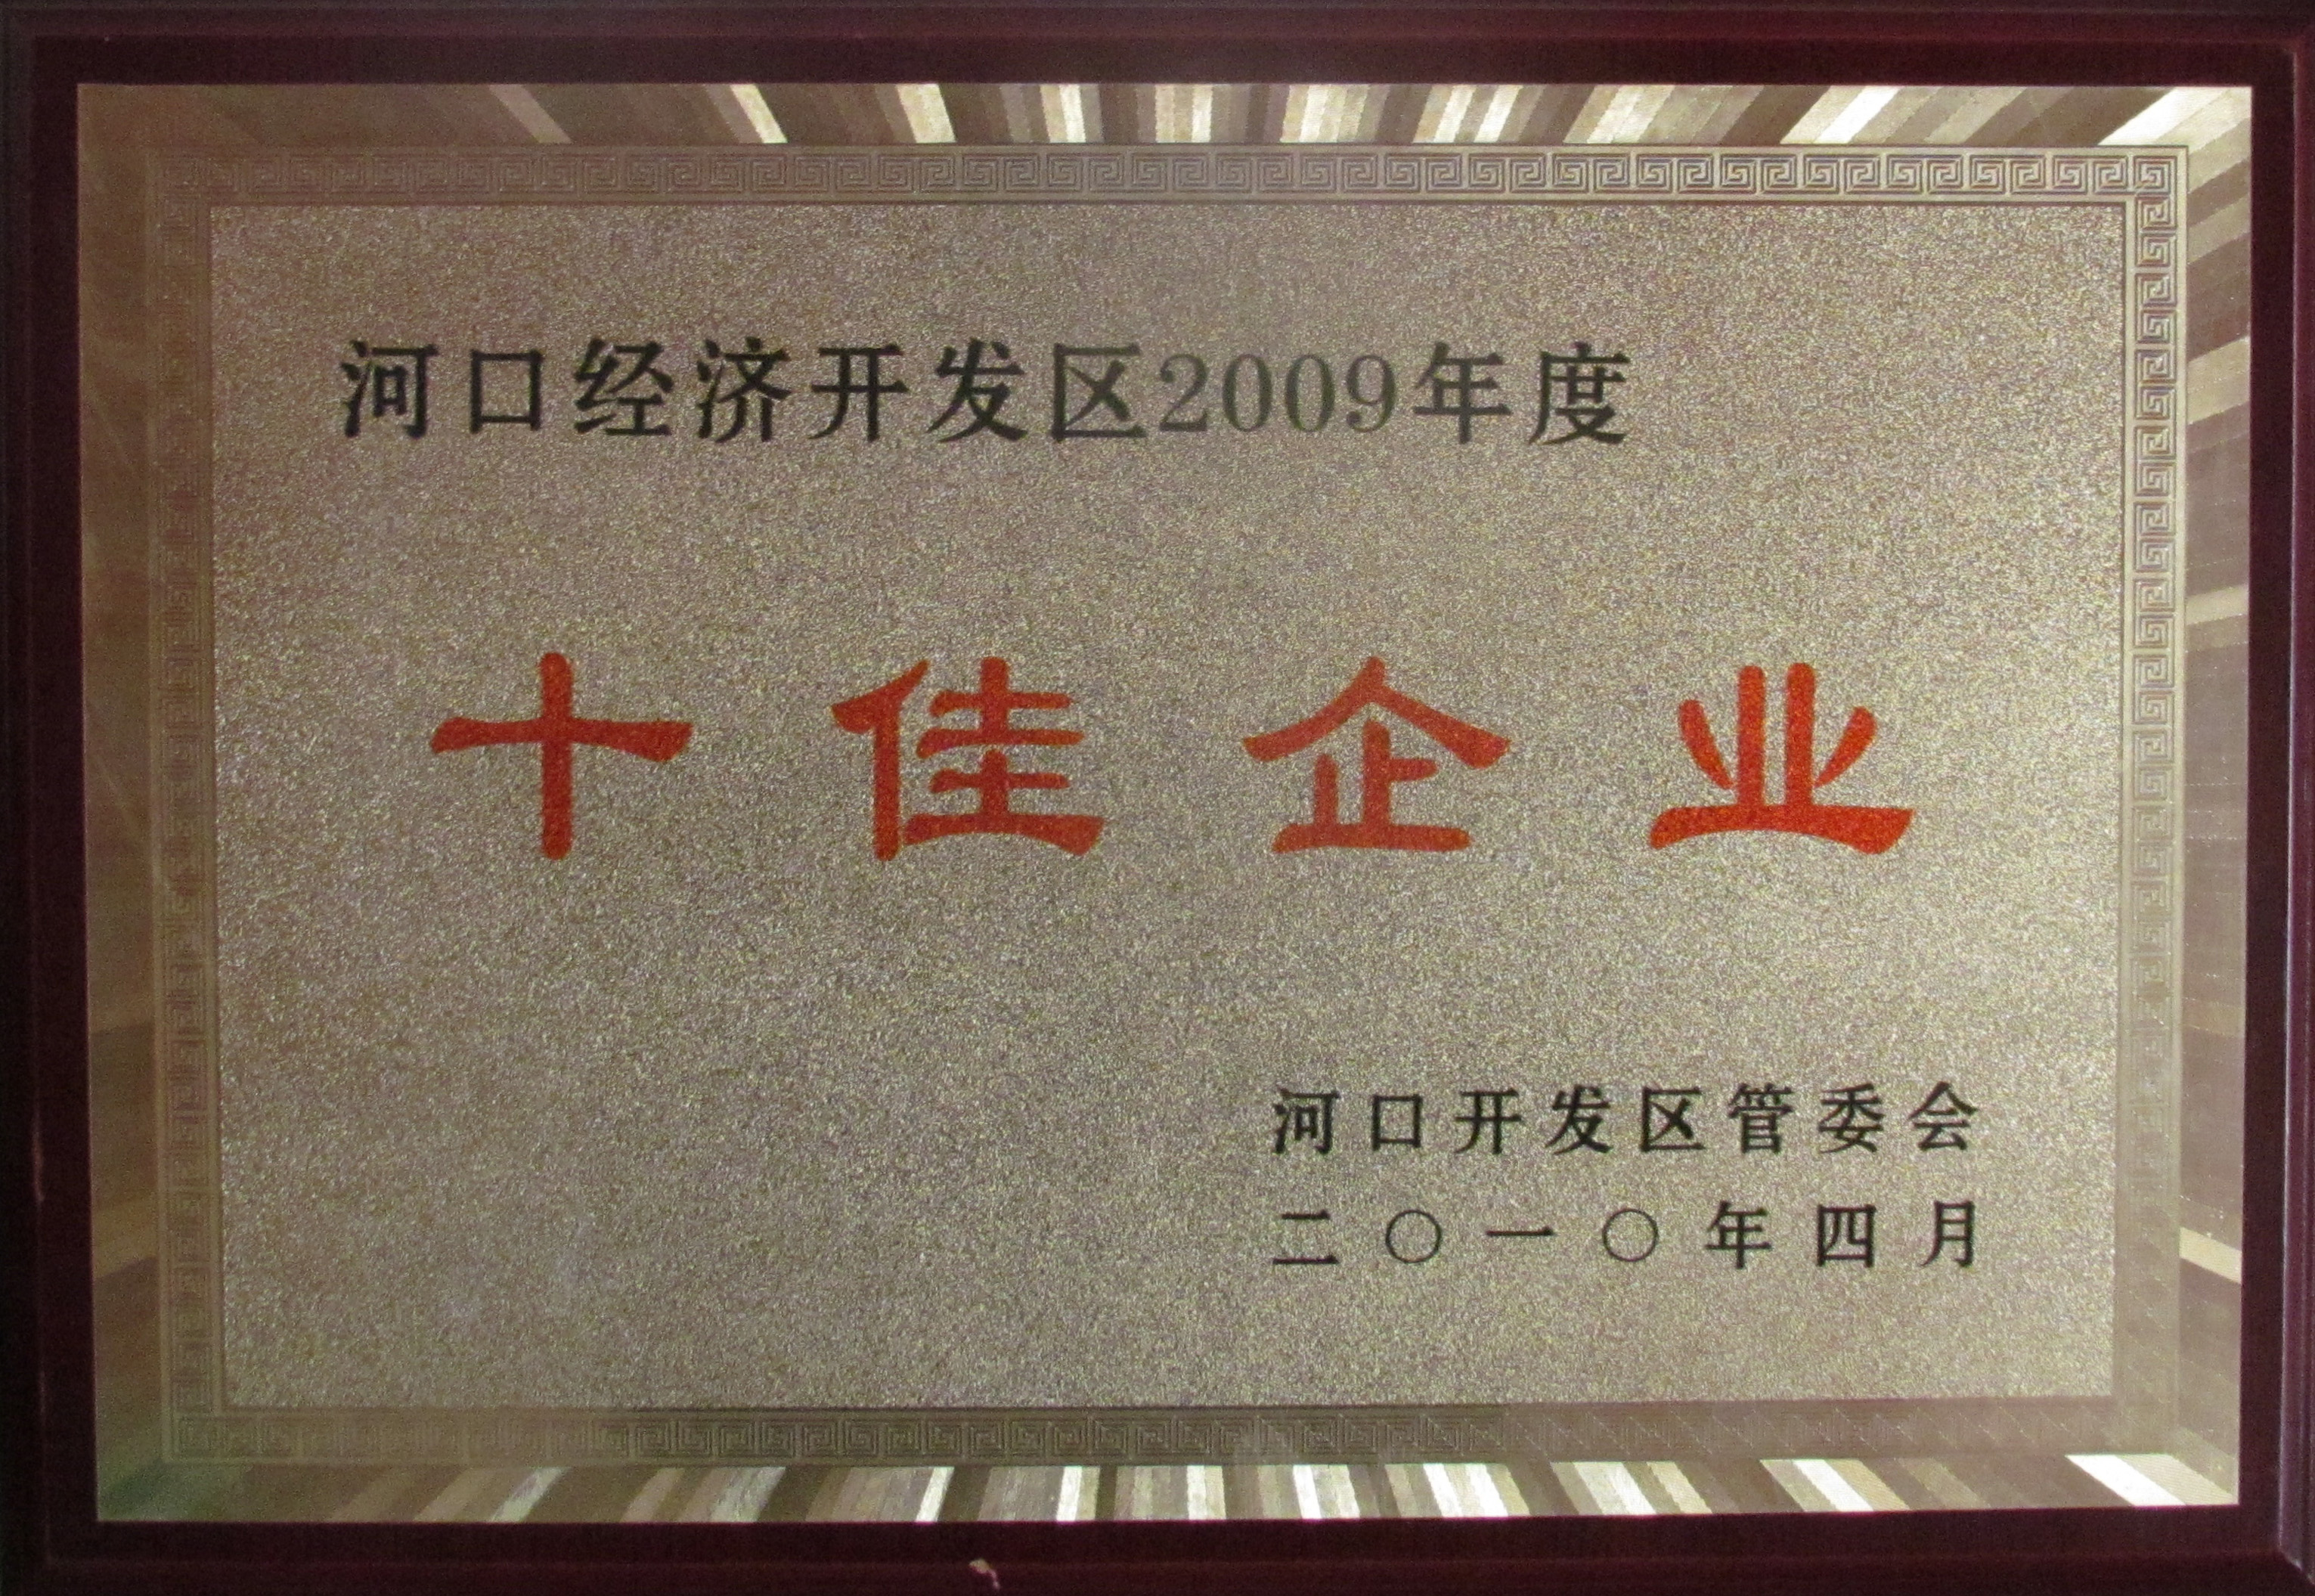 河口经济开发区2009年度
十佳企业
河口开发区管委会
二〇一〇年四月